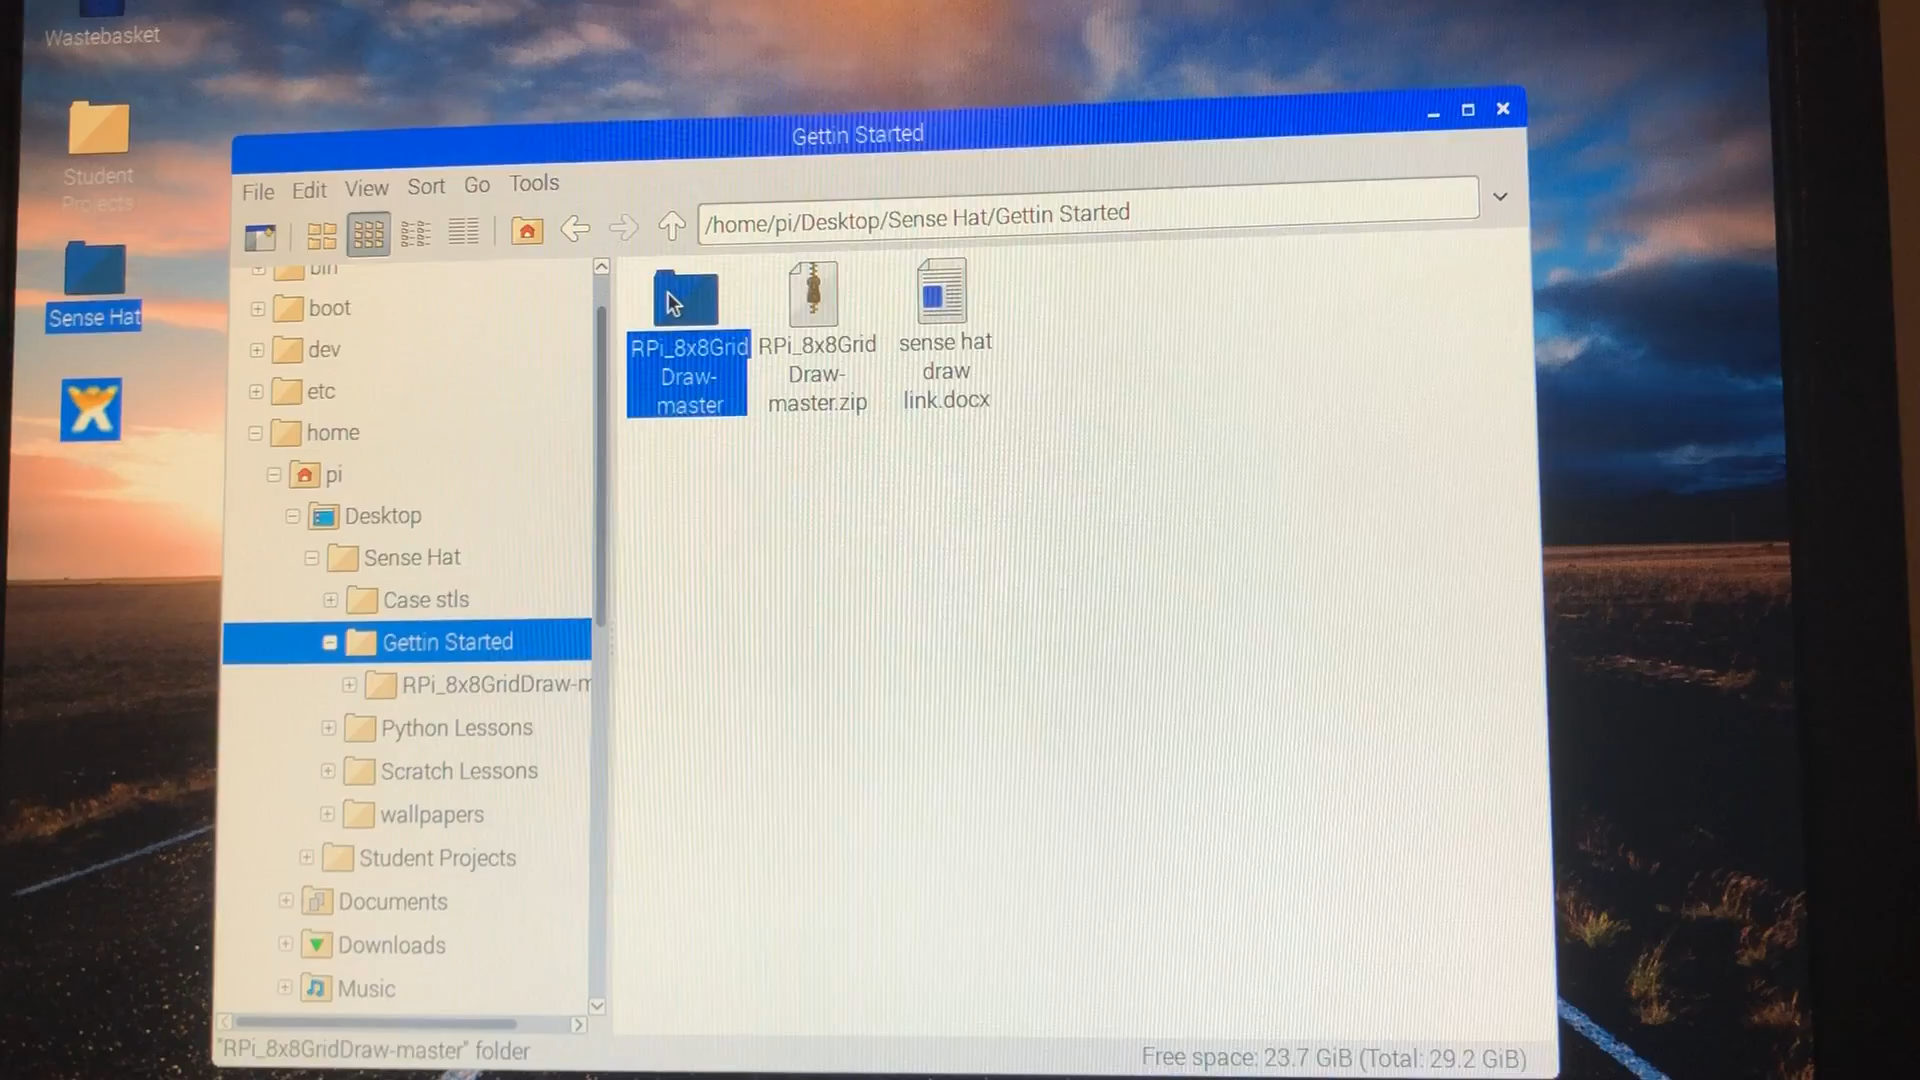 Wastebasket
Student
Projects
Sense Hat
Gettin Started
File Edit View Sort Go Tools
/home/pi/Desktop/Sense Hat/Gettin Started
bin
boot
dev
etc
home
pi
Desktop
Sense Hat
Case stls
Gettin Started
RPi_8x8GridDraw-m
Python Lessons
Scratch Lessons
wallpapers
Student Projects
Documents
Downloads
Music
RPi_8x8Grid
Draw-
master
RPi_8x8Grid
Draw-
master.zip
sense hat
draw
link.docx
"RPi_8x8GridDraw-master" folder
Free space: 23.7 GiB (Total: 29.2 GiB)